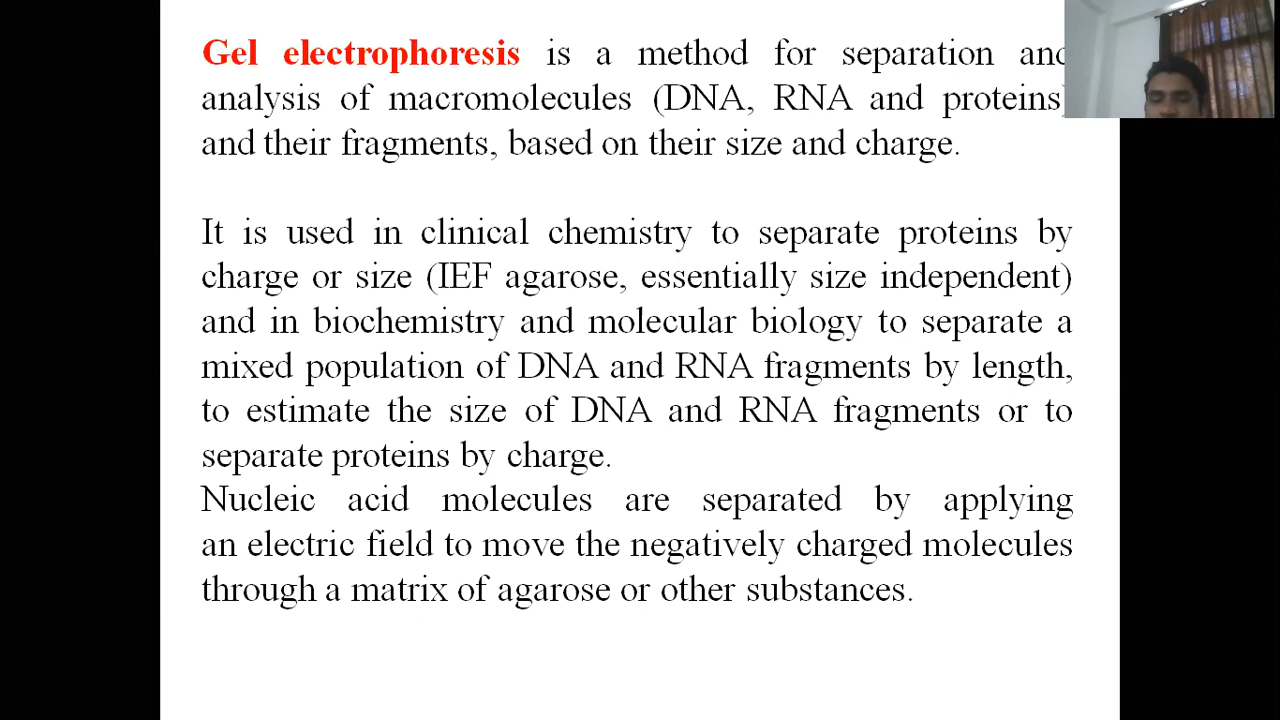 Gel electrophoresis is a method for separation and
analysis of macromolecules (DNA, RNA and proteins)
and their fragments, based on their size and charge.
It is used in clinical chemistry to separate proteins by
charge or size (IEF agarose, essentially size independent)
and in biochemistry and molecular biology to separate a
mixed population of DNA and RNA fragments by length,
to estimate the size of DNA and RNA fragments or to
separate proteins by charge.
Nucleic acid molecules are separated by applying
an electric field to move the negatively charged molecules
through a matrix of agarose or other substances.